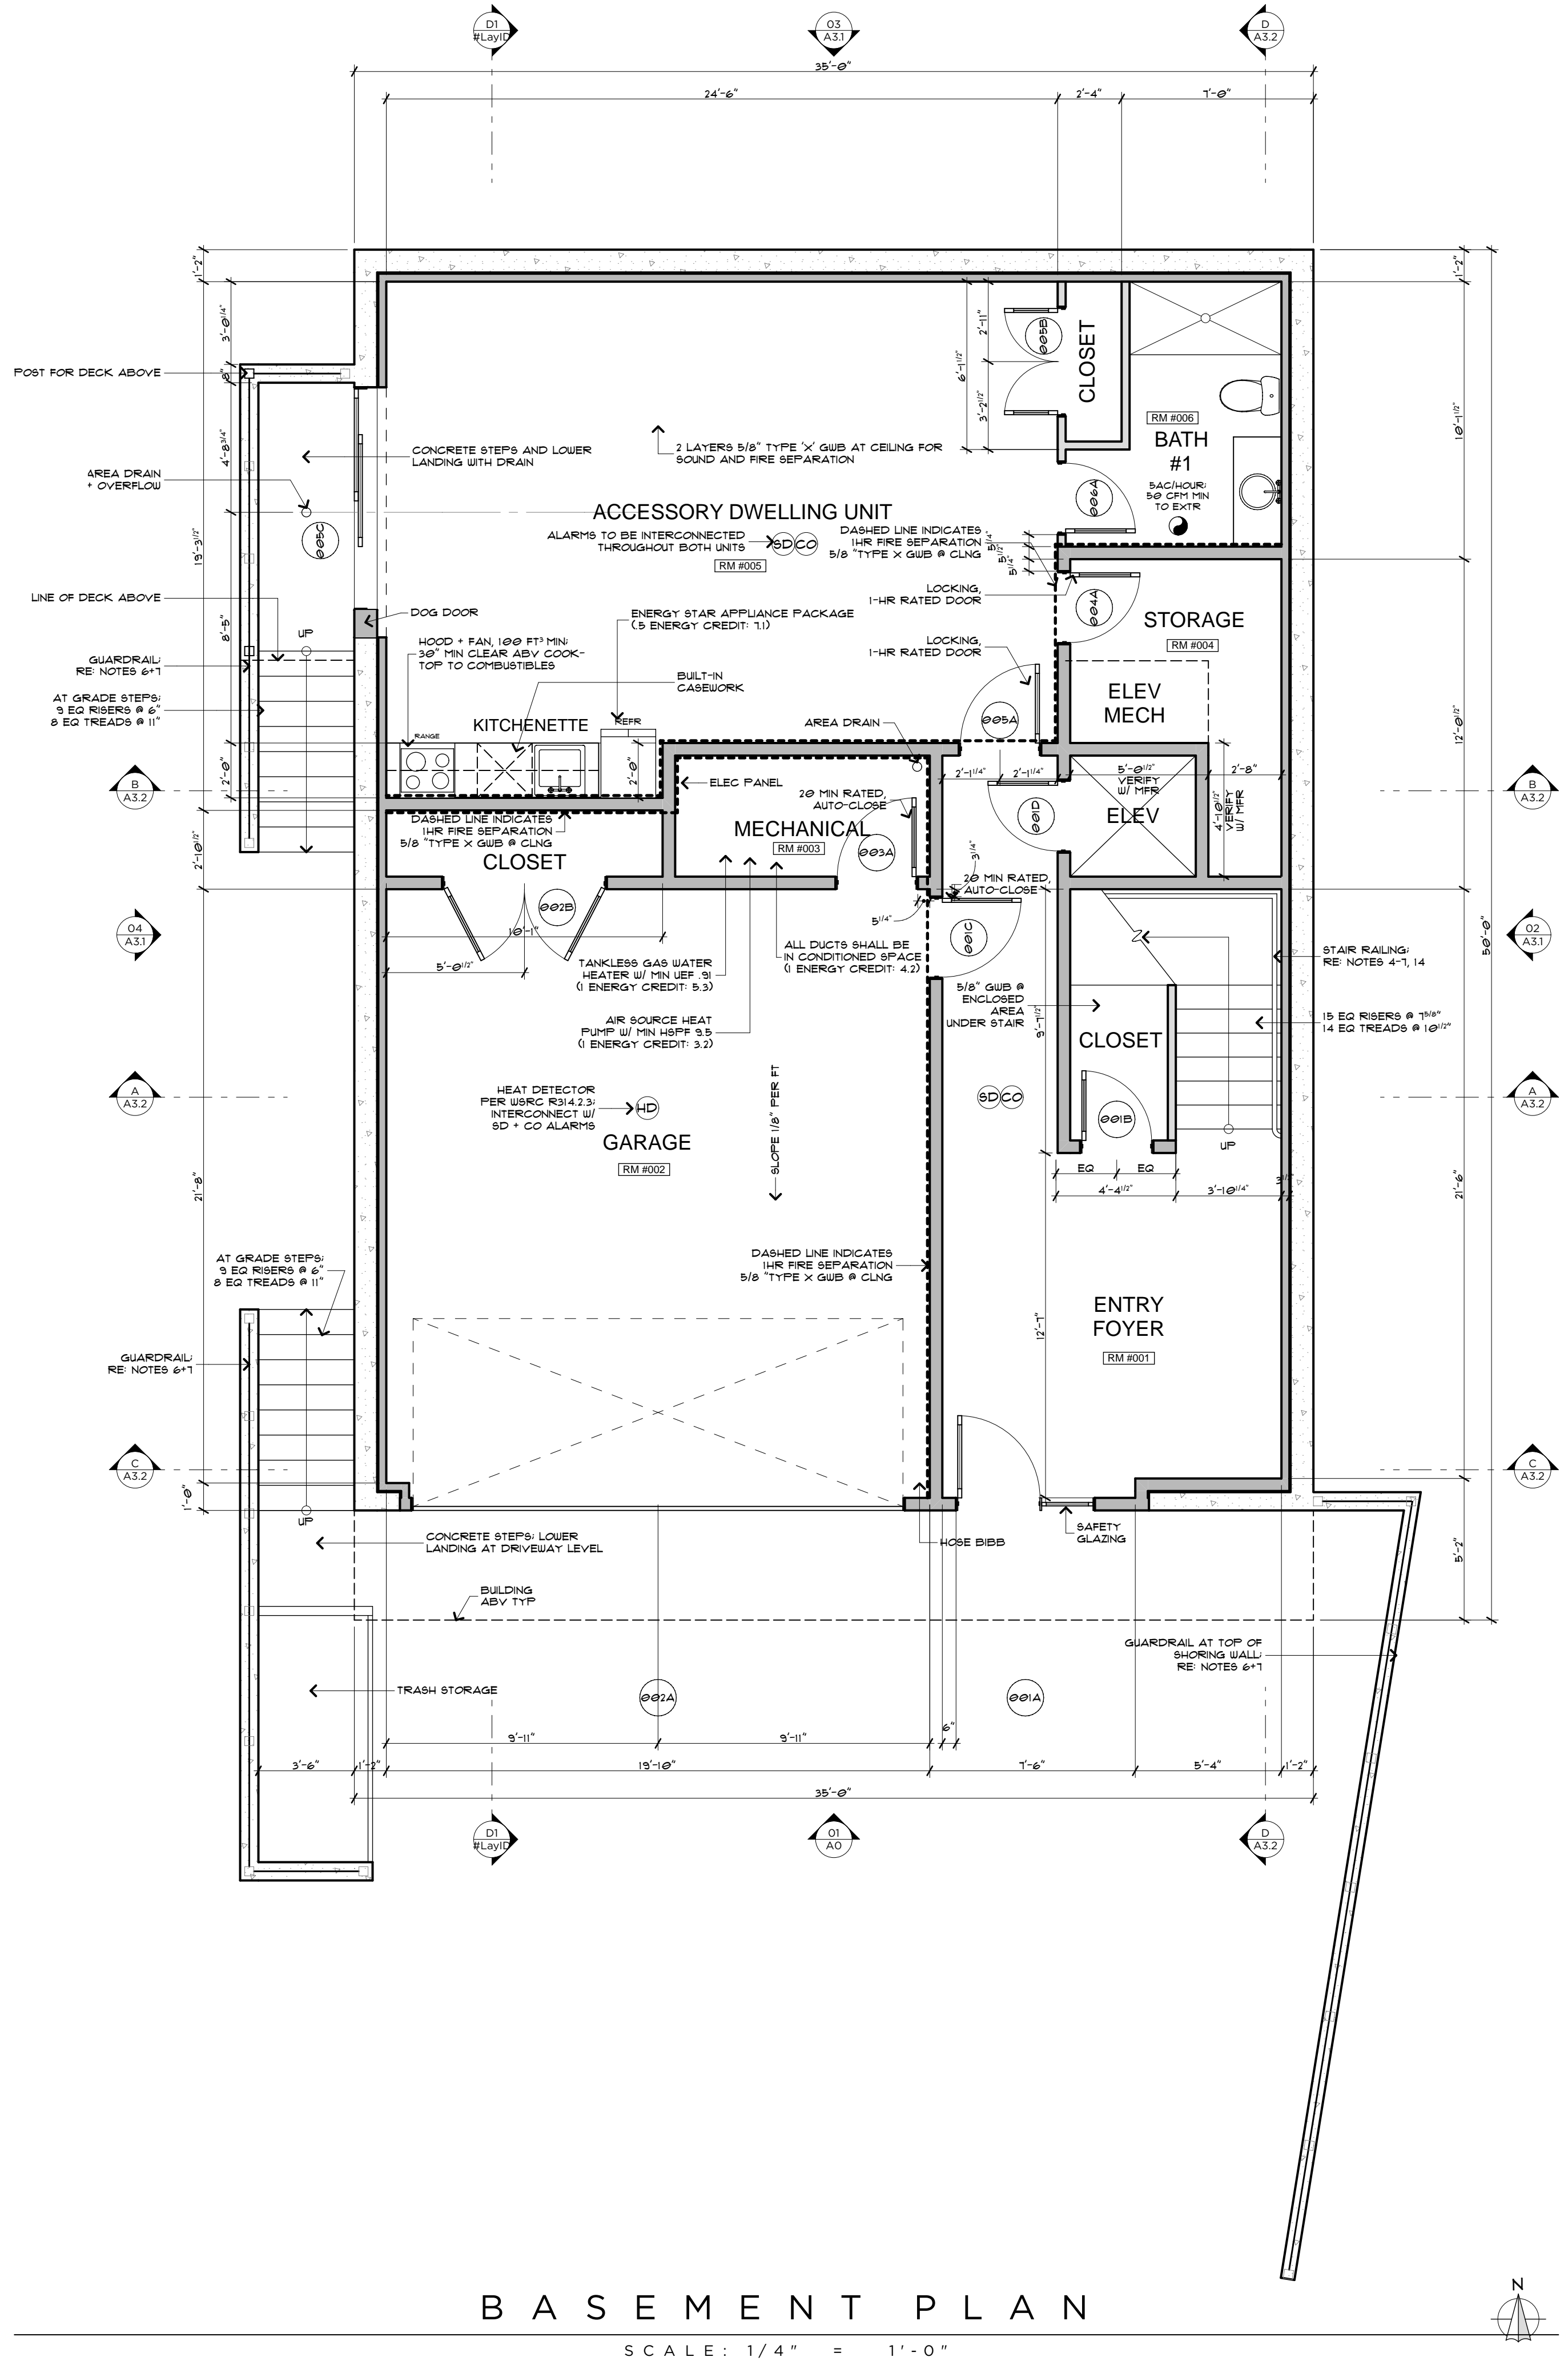 D1
#LayID
03
A3.1
D
A3.2
35'-0"
24'-6"
2'-4"
7'-0"
1'-2"
1'-2"
3'-0 1/4"
8"
POST FOR DECK ABOVE
4'-8 3/4"
CONCRETE STEPS AND LOWER
LANDING WITH DRAIN
2 LAYERS 5/8" TYPE 'X' GWB AT CEILING FOR
SOUND AND FIRE SEPARATION
6'-1 1/2"
2'-11"
3'-2 1/2"
005B
CLOSET
RM #006
BATH
#1
5AC/HOUR;
50 CFM MIN
TO EXTR
10'-1 1/2"
AREA DRAIN
+ OVERFLOW
005C
006A
ACCESSORY DWELLING UNIT
ALARMS TO BE INTERCONNECTED
THROUGHOUT BOTH UNITS
SD
CO
RM #005
DASHED LINE INDICATES
1HR FIRE SEPARATION
5/8 "TYPE X GWB @ CLNG
5 1/4"
5 1/2"
5 1/4"
19'-3 1/2"
LINE OF DECK ABOVE
DOG DOOR
8'-5"
UP
LOCKING,
1-HR RATED DOOR
004A
STORAGE
RM #004
ENERGY STAR APPLIANCE PACKAGE
(.5 ENERGY CREDIT: 7.1)
HOOD + FAN, 100 FT³ MIN;
30" MIN CLEAR ABV COOK-
TOP TO COMBUSTIBLES
LOCKING,
1-HR RATED DOOR
GUARDRAIL;
RE: NOTES 6+7
AT GRADE STEPS;
9 EQ RISERS @ 6"
8 EQ TREADS @ 11"
BUILT-IN
CASEWORK
ELEV
MECH
12'-0 1/2"
KITCHENETTE
REFR
RANGE
AREA DRAIN
005A
2'-0"
2'-0"
B
A3.2
ELEC PANEL
2'-1 1/4"
2'-1 1/4"
5'-0 1/2"
VERIFY
W/ MFR
2'-8"
4'-10 1/2"
VERIFY
W/ MFR
B
A3.2
20 MIN RATED,
AUTO-CLOSE
001D
ELEV
DASHED LINE INDICATES
1HR FIRE SEPARATION
5/8 "TYPE X GWB @ CLNG
MECHANICAL
RM #003
003A
CLOSET
2'-10 1/2"
3 1/4"
20 MIN RATED,
AUTO-CLOSE
002B
5 1/4"
001C
04
A3.1
10'-1"
5'-0 1/2"
02
A3.1
50'-0"
TANKLESS GAS WATER
HEATER W/ MIN UEF .91
(1 ENERGY CREDIT: 5.3)
ALL DUCTS SHALL BE
IN CONDITIONED SPACE
(1 ENERGY CREDIT: 4.2)
STAIR RAILING;
RE: NOTES 4-7, 14
5/8" GWB @
ENCLOSED
AREA
UNDER STAIR
9'-7 1/2"
AIR SOURCE HEAT
PUMP W/ MIN HSPF 9.5
(1 ENERGY CREDIT: 3.2)
CLOSET
15 EQ RISERS @ 7 5/8"
14 EQ TREADS @ 10 1/2"
A
A3.2
HEAT DETECTOR
PER WSRC R314.2.3;
INTERCONNECT W/
SD + CO ALARMS
HD
SLOPE 1/8" PER FT
SD
CO
001B
UP
A
A3.2
GARAGE
RM #002
EQ
EQ
4'-4 1/2"
3'-10 1/4"
21'-8"
21'-6"
AT GRADE STEPS;
9 EQ RISERS @ 6"
8 EQ TREADS @ 11"
DASHED LINE INDICATES
1HR FIRE SEPARATION
5/8 "TYPE X GWB @ CLNG
12'-7"
ENTRY
FOYER
RM #001
GUARDRAIL;
RE: NOTES 6+7
C
A3.2
C
A3.2
1'-0"
UP
CONCRETE STEPS; LOWER
LANDING AT DRIVEWAY LEVEL
HOSE BIBB
SAFETY
GLAZING
5'-2"
BUILDING
ABV TYP
GUARDRAIL AT TOP OF
SHORING WALL;
RE: NOTES 6+7
TRASH STORAGE
002A
001A
9'-11"
9'-11"
6"
3'-6"
1'-2"
19'-10"
7'-6"
5'-4"
1'-2"
35'-0"
D1
#LayID
01
A0
D
A3.2
N
BASEMENT PLAN
SCALE: 1/4" = 1'-0"